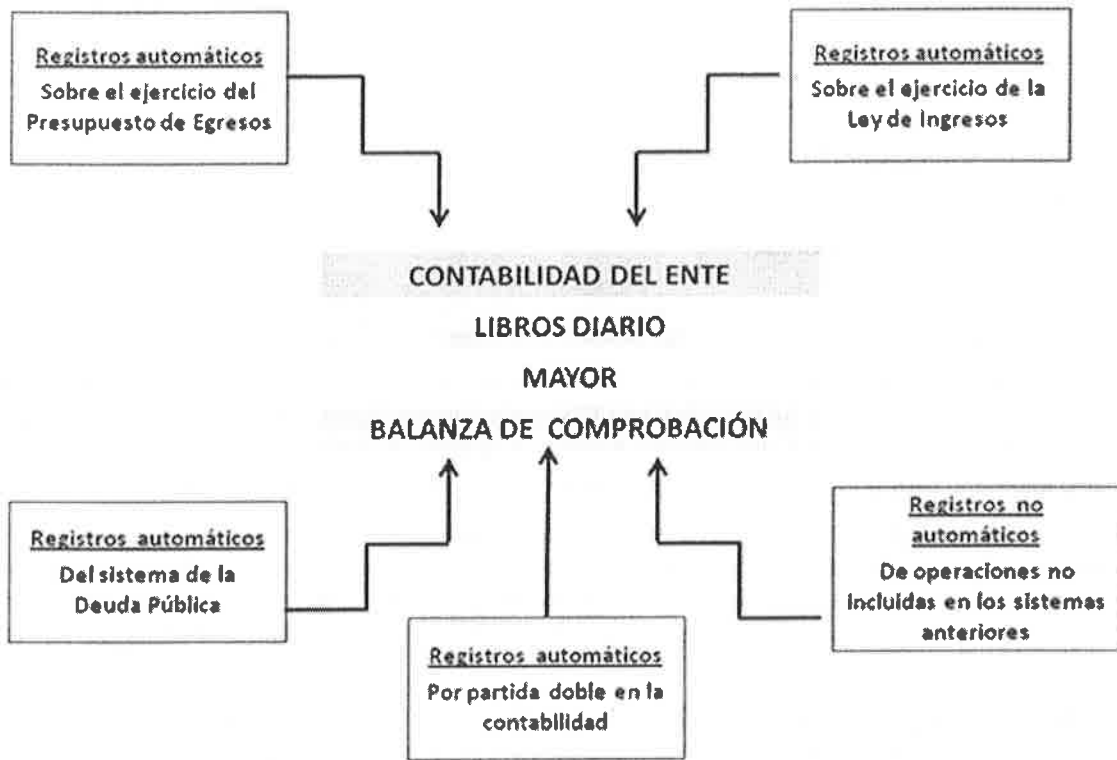 Registros automáticos
Sobre el ejercicio del
Presupuesto de Egresos
Registros automáticos
Sobre el ejercicio de la
Ley de Ingresos
CONTABILIDAD DEL ENTE
LIBROS DIARIO
MAYOR
BALANZA DE COMPROBACIÓN
Registros automáticos
Del sistema de la
Deuda Pública
Registros automáticos
Por partida doble en la
contabilidad
Registros no
automáticos
De operaciones no
incluidas en los sistemas
anteriores